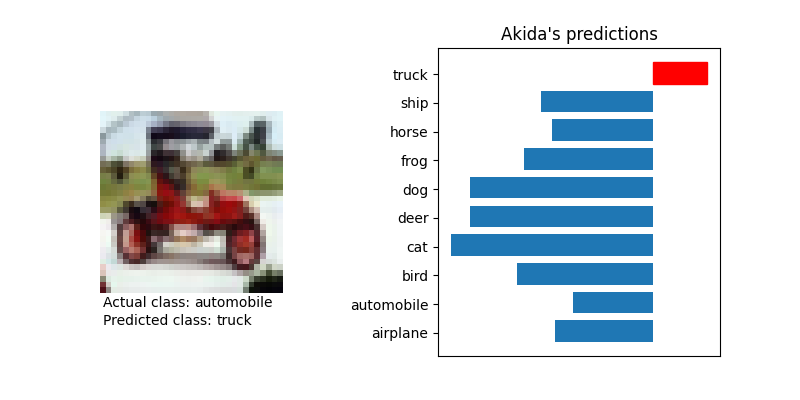 Akida's predictions
truck
ship
horse
frog
dog
deer
cat
bird
automobile
airplane
Actual class: automobile
Predicted class: truck